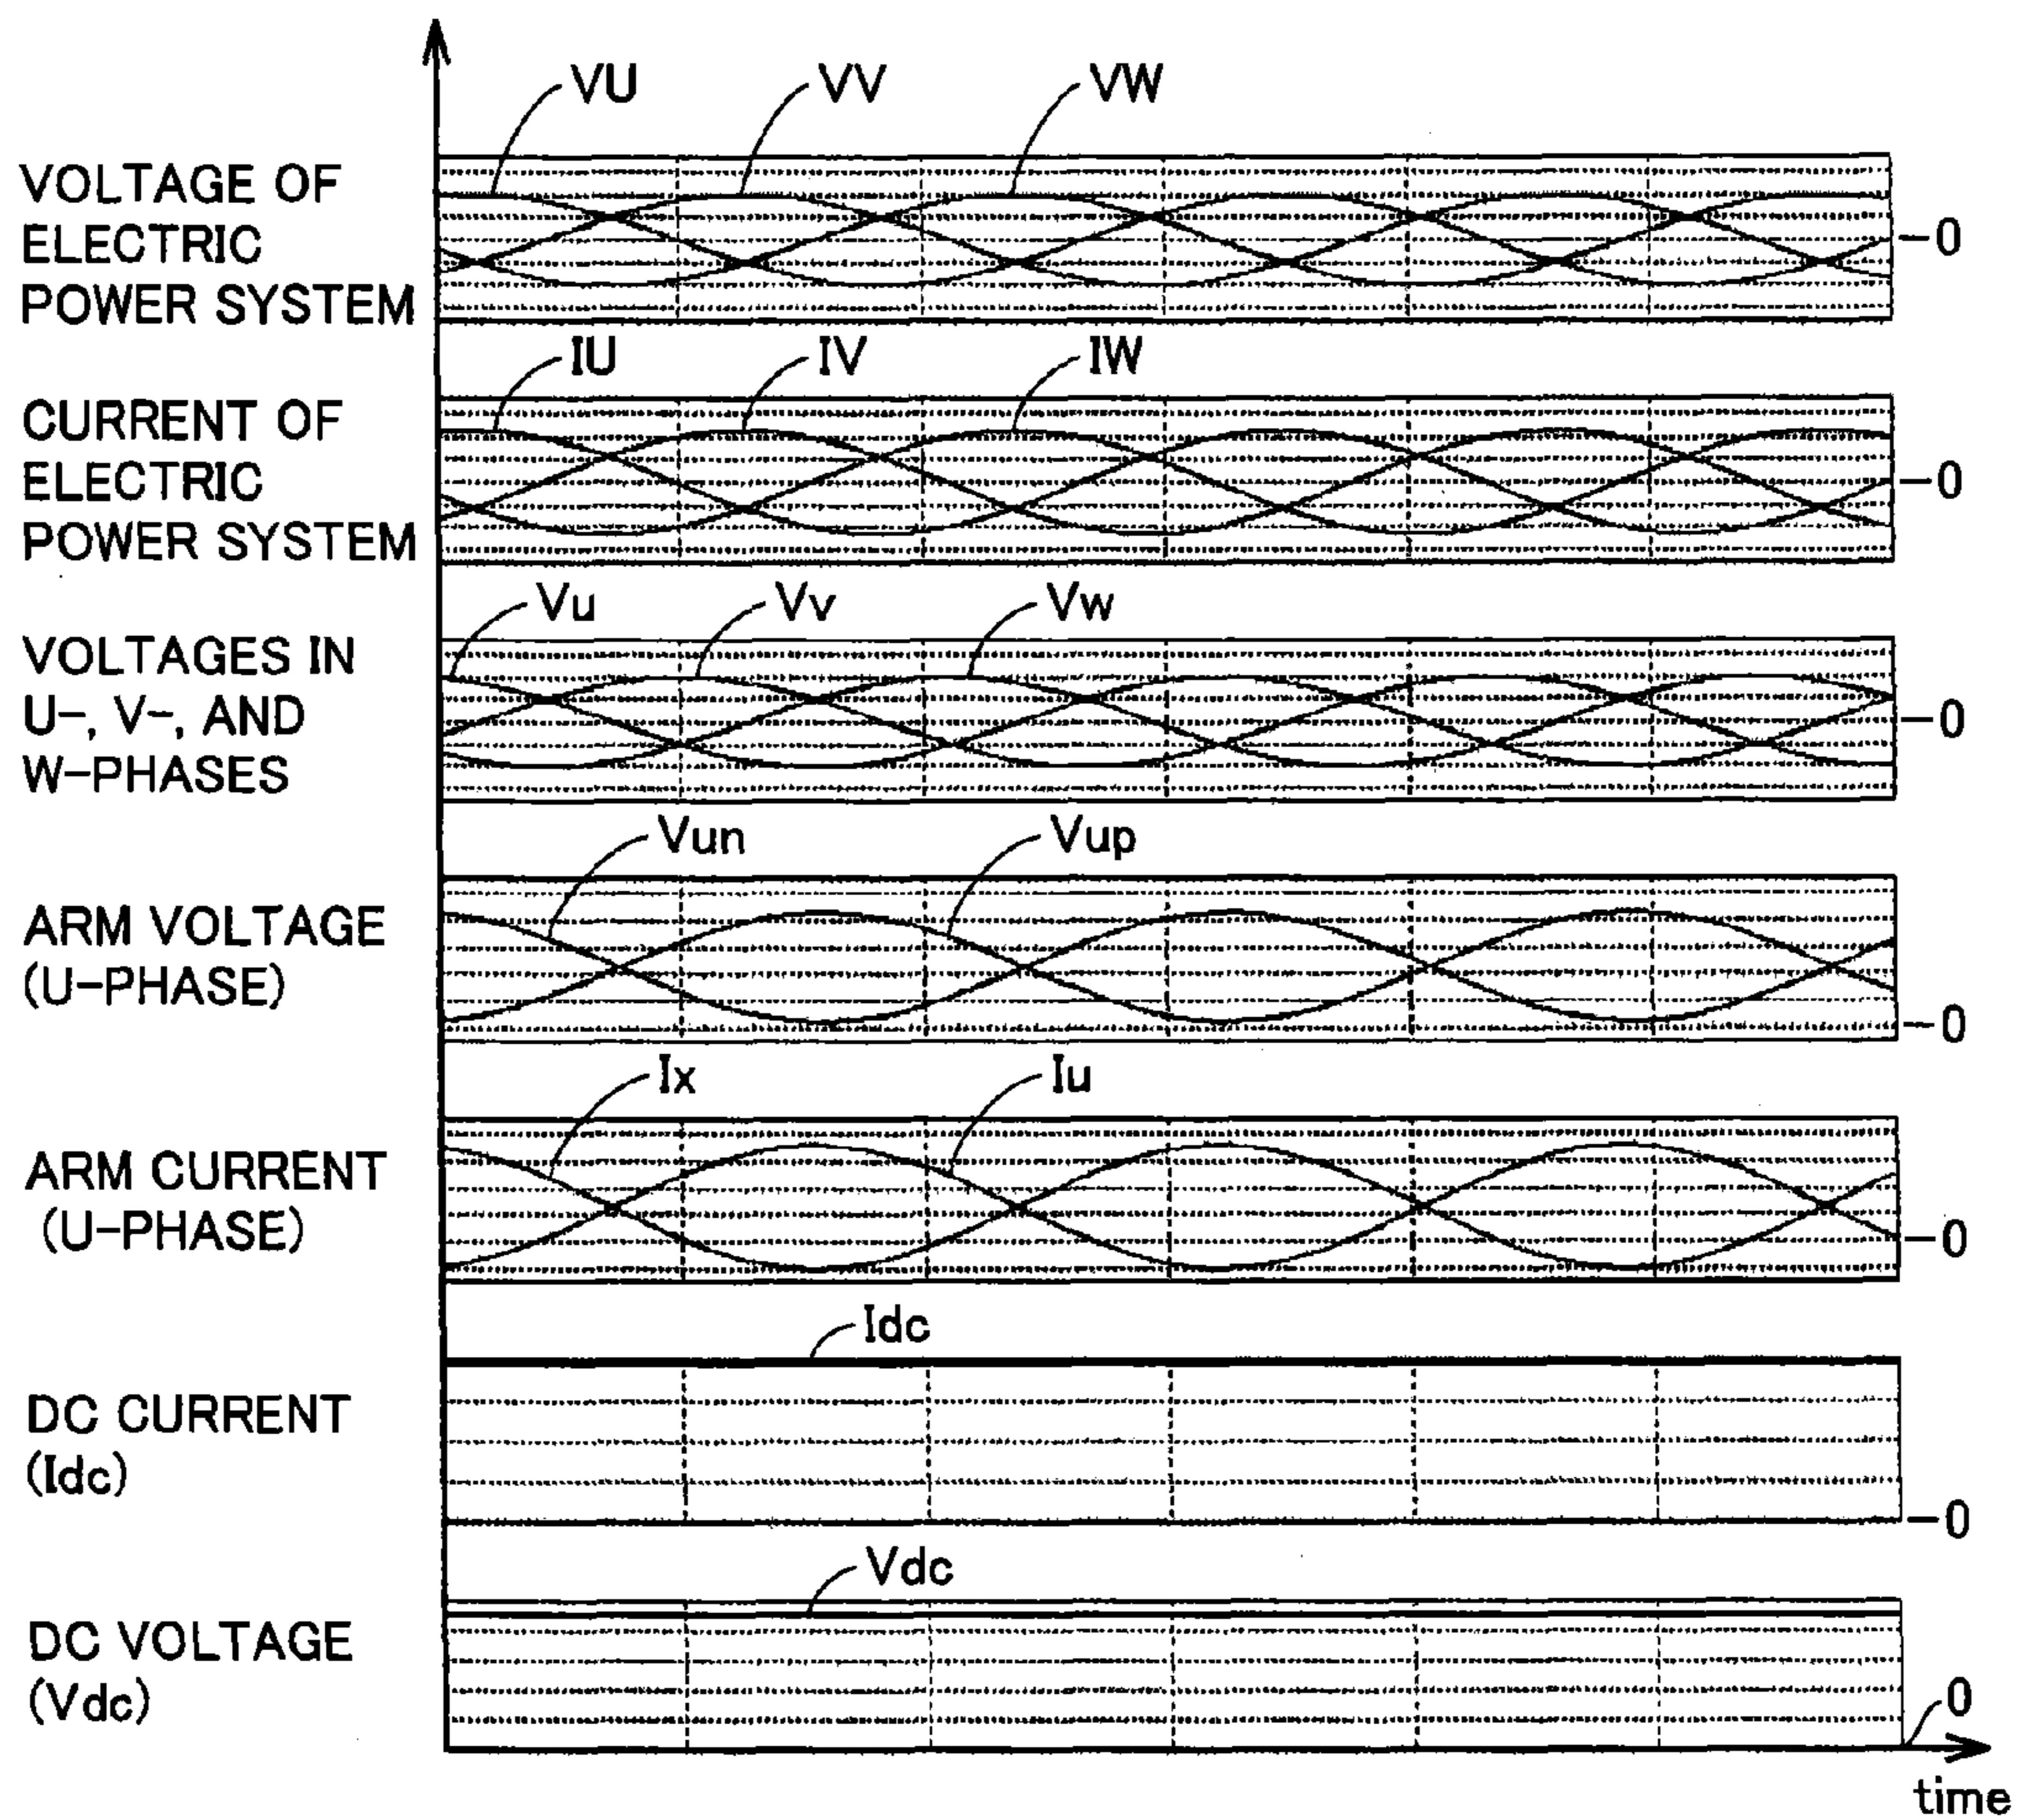 VU VV VW
VOLTAGE OF
ELECTRIC
POWER SYSTEM
0
IU IV IW
CURRENT OF
ELECTRIC
POWER SYSTEM
0
Vu Vv Vw
VOLTAGES IN
U-, V-, AND
W-PHASES
0
Vun Vup
ARM VOLTAGE
(U-PHASE)
0
Ix Iu
ARM CURRENT
(U-PHASE)
0
Idc
DC CURRENT
(Idc)
0
Vdc
DC VOLTAGE
(Vdc)
0
time